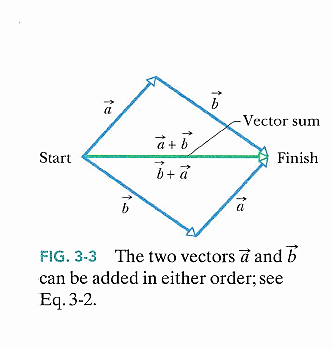 a⃗
b⃗
Vector sum
a⃗ + b⃗
Start
Finish
b⃗ + a⃗
b⃗
a⃗
FIG. 3-3 The two vectors a⃗ and b⃗
can be added in either order; see
Eq. 3-2.